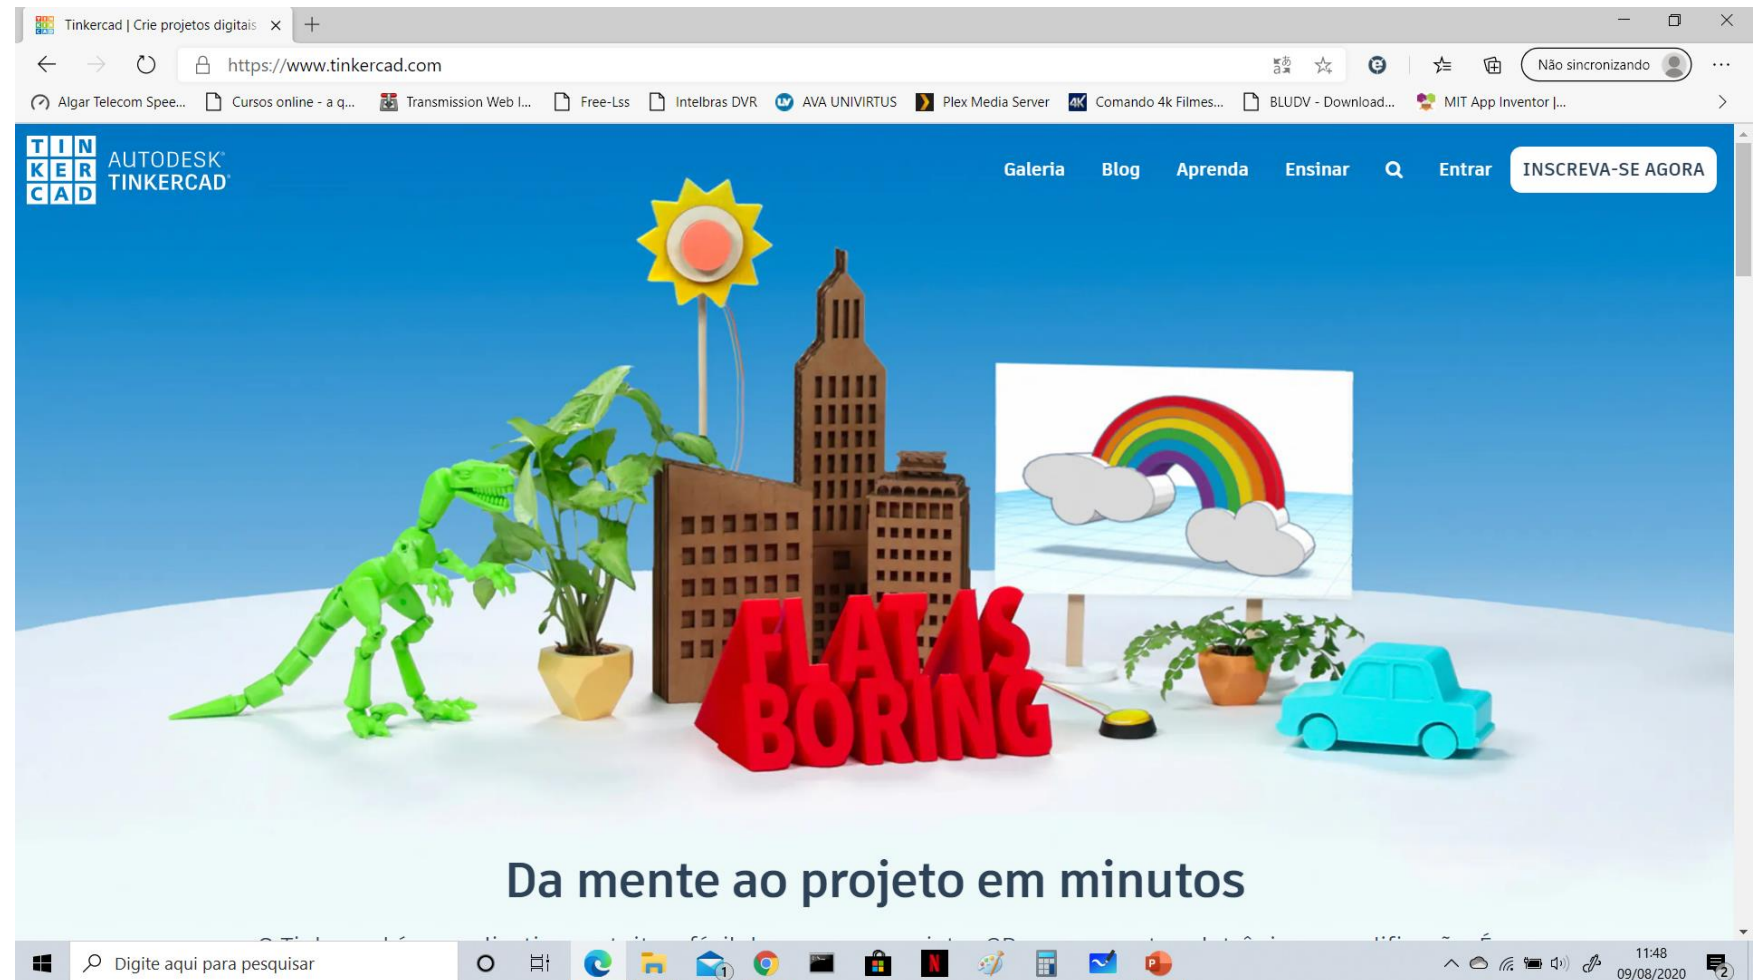 Tinkercad | Crie projetos digitais
https://www.tinkercad.com
Não sincronizando
Algar Telecom Spee... Cursos online - a q... Transmission Web I... Free-Lss Intelbras DVR AVA UNIVIRTUS Plex Media Server 4K Comando 4k Filmes... BLUDV - Download... MIT App Inventor |...
TIN
KER
CAD
AUTODESK®
TINKERCAD®
Galeria Blog Aprenda Ensinar Entrar INSCREVA-SE AGORA
FLAT IS
BORING
Da mente ao projeto em minutos
Digite aqui para pesquisar
11:48
09/08/2020